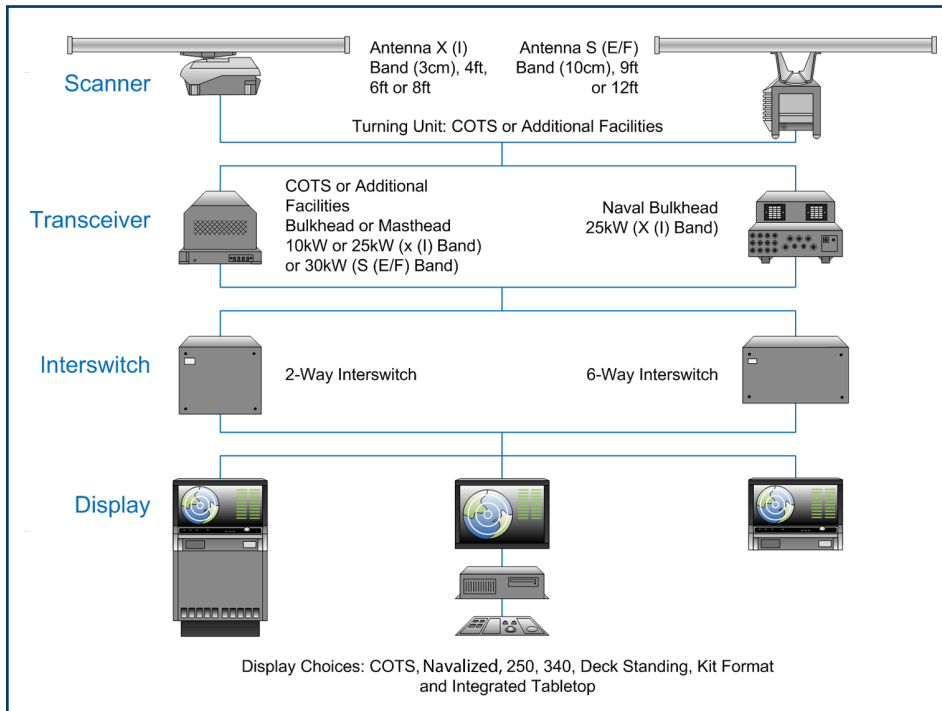 Scanner
Antenna X (I)
Band (3cm), 4ft,
6ft or 8ft
Antenna S (E/F)
Band (10cm), 9ft
or 12ft
Turning Unit: COTS or Additional Facilities
Transceiver
COTS or Additional
Facilities
Bulkhead or Masthead
10kW or 25kW (x (I) Band)
or 30kW (S (E/F) Band)
Naval Bulkhead
25kW (X (I) Band)
Interswitch
2-Way Interswitch
6-Way Interswitch
Display
Display Choices: COTS, Navalized, 250, 340, Deck Standing, Kit Format
and Integrated Tabletop